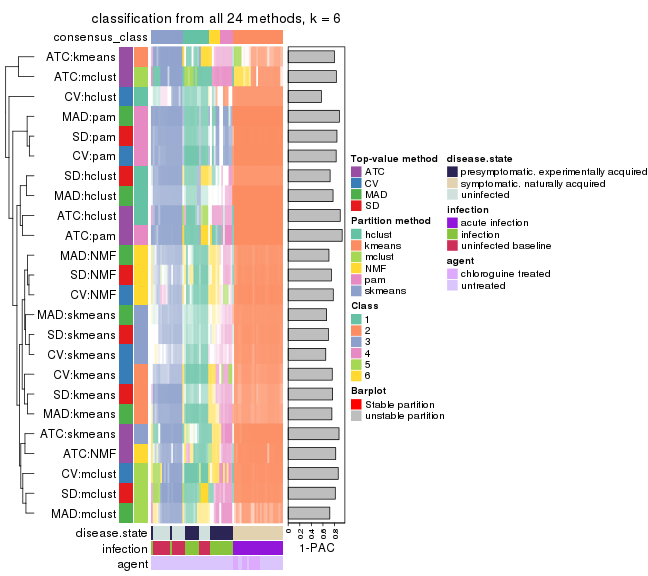 classification from all 24 methods, k = 6
consensus_class
ATC:kmeans
ATC:mclust
CV:hclust
MAD:pam
SD:pam
CV:pam
SD:hclust
MAD:hclust
ATC:hclust
ATC:pam
MAD:NMF
SD:NMF
CV:NMF
MAD:skmeans
SD:skmeans
CV:skmeans
CV:kmeans
SD:kmeans
MAD:kmeans
ATC:skmeans
ATC:NMF
CV:mclust
SD:mclust
MAD:mclust
disease.state
infection
agent
0 0.2 0.4 0.6 0.8
1-PAC
Top-value method
ATC
CV
MAD
SD
Partition method
hclust
kmeans
mclust
NMF
pam
skmeans
Class
1
2
3
4
5
6
Barplot
Stable partition
unstable partition
disease.state
presymptomatic, experimentally acquired
symptomatic, naturally acquired
uninfected
infection
acute infection
infection
uninfected baseline
agent
chloroguine treated
untreated